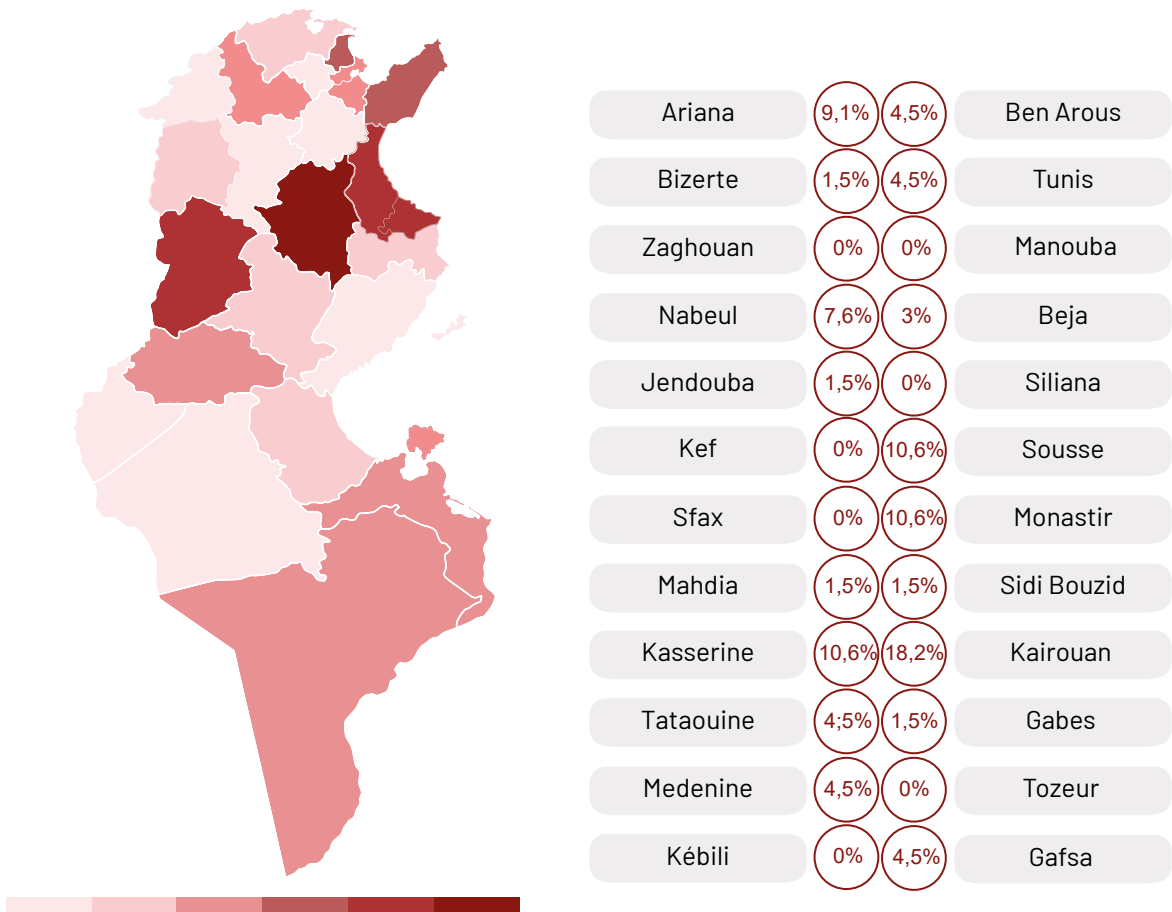 Ariana 9,1% 4,5% Ben Arous
Bizerte 1,5% 4,5% Tunis
Zaghouan 0% 0% Manouba
Nabeul 7,6% 3% Beja
Jendouba 1,5% 0% Siliana
Kef 0% 10,6% Sousse
Sfax 0% 10,6% Monastir
Mahdia 1,5% 1,5% Sidi Bouzid
Kasserine 10,6% 18,2% Kairouan
Tataouine 4;5% 1,5% Gabes
Medenine 4,5% 0% Tozeur
Kébili 0% 4,5% Gafsa